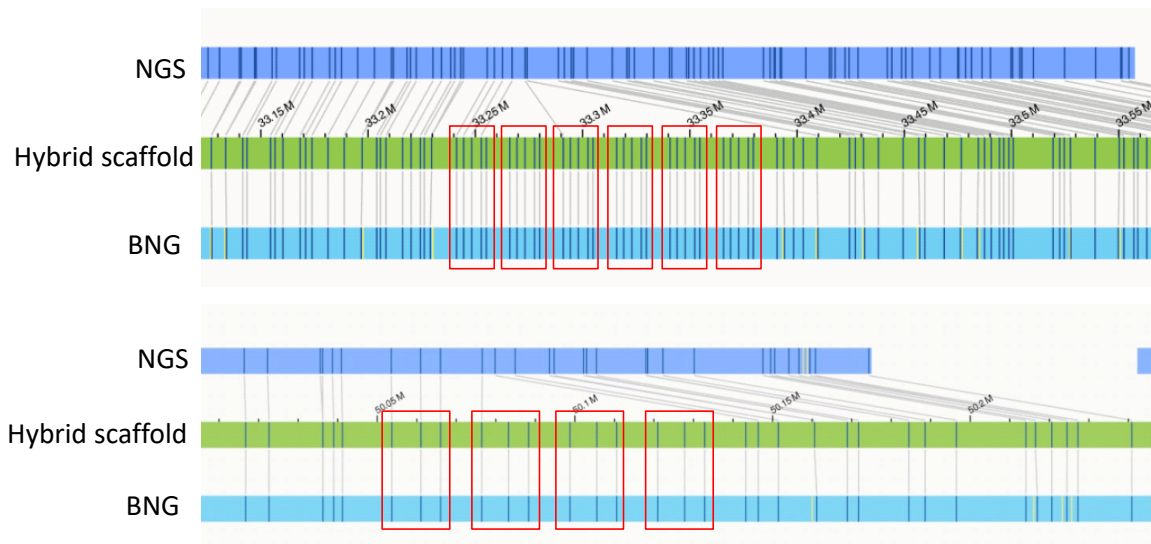 NGS
33.15 M 33.2 M 33.25 M 33.3 M 33.35 M 33.4 M 33.45 M 33.5 M 33.55 M
Hybrid scaffold
BNG
NGS
50.05 M 50.1 M 50.15 M 50.2 M
Hybrid scaffold
BNG